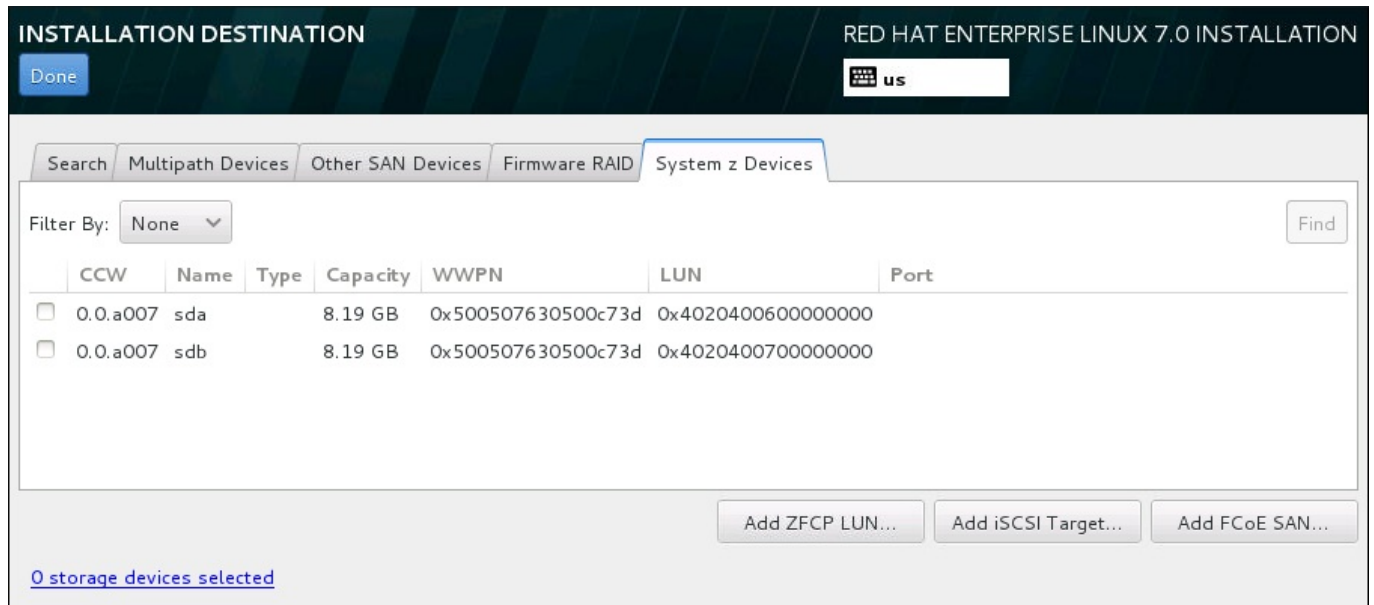 INSTALLATION DESTINATION
RED HAT ENTERPRISE LINUX 7.0 INSTALLATION
Done
us
Search Multipath Devices Other SAN Devices Firmware RAID System z Devices
Filter By: None Find
CCW Name Type Capacity WWPN LUN Port
0.0.a007 sda 8.19 GB 0x500507630500c73d 0x4020400600000000
0.0.a007 sdb 8.19 GB 0x500507630500c73d 0x4020400700000000
Add ZFCP LUN... Add iSCSI Target... Add FCoE SAN...
0 storage devices selected